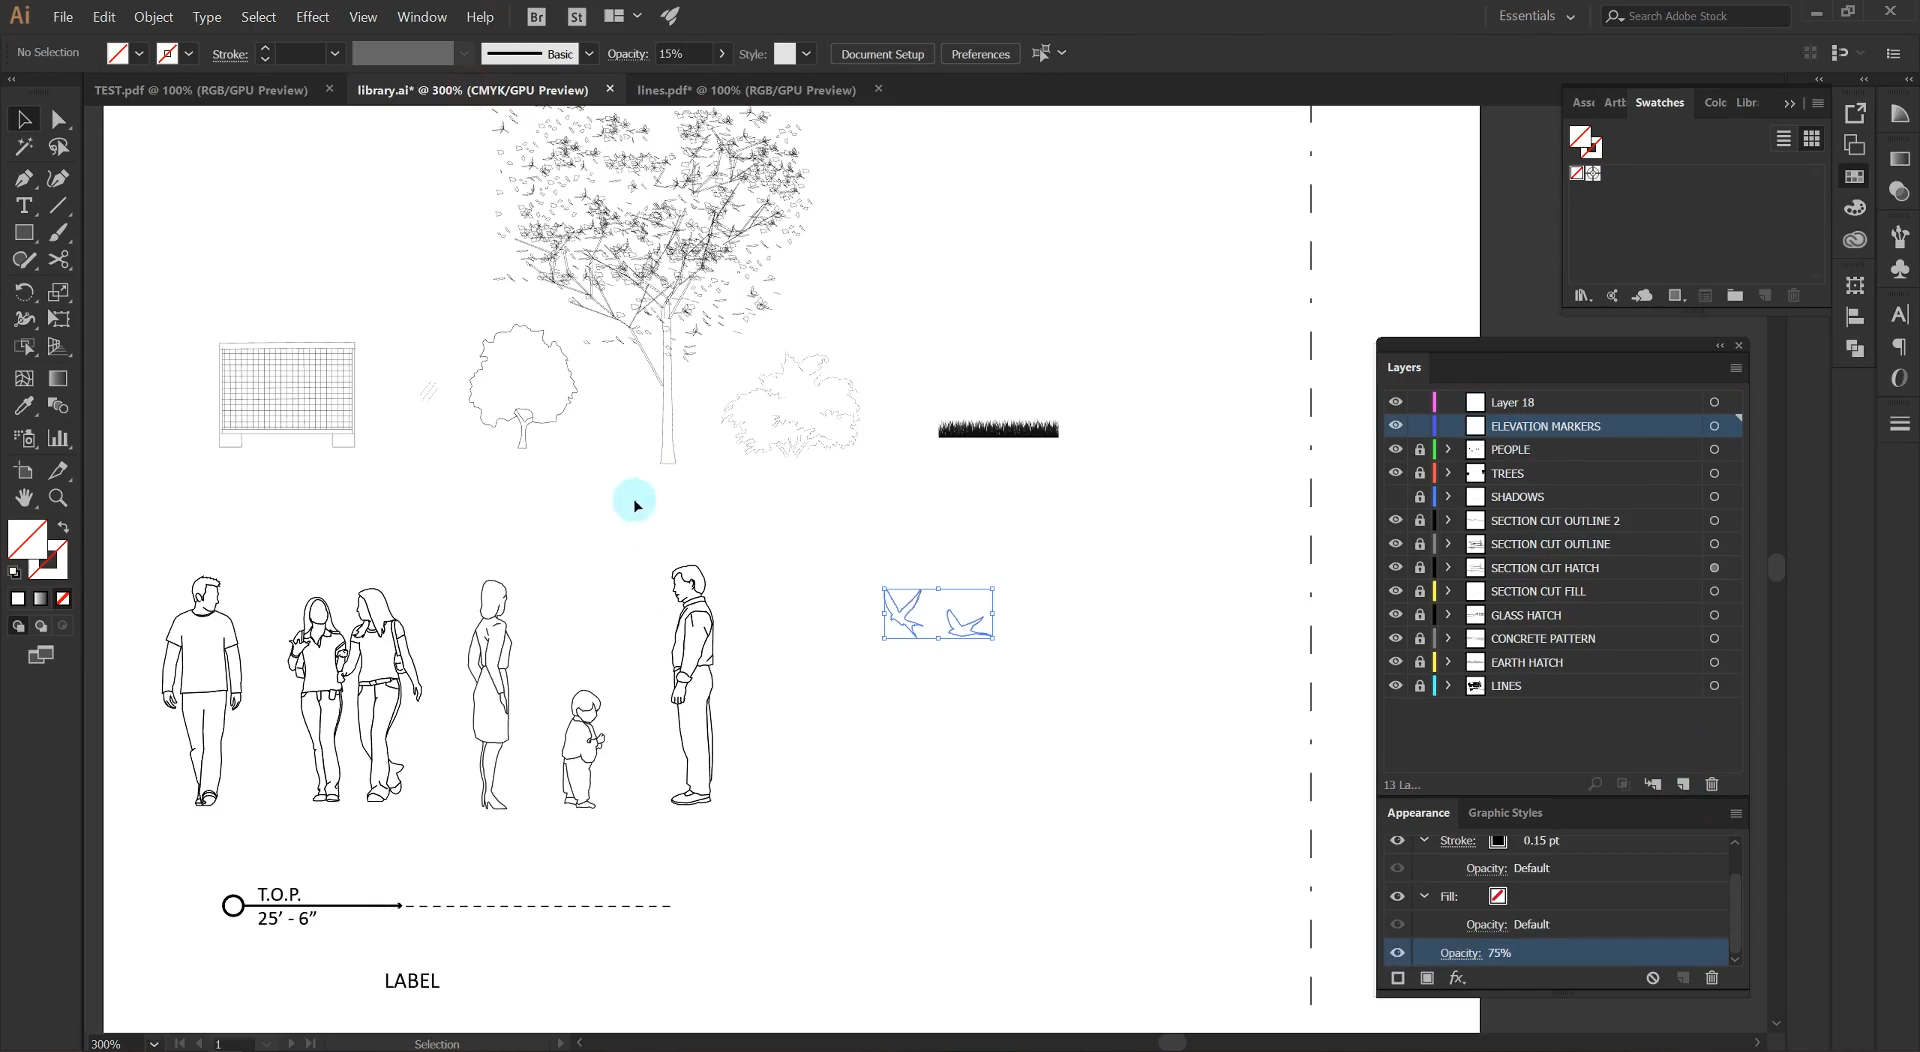 Ai File Edit Object Type Select Effect View Window Help Br St Essentials Search Adobe Stock
No Selection Stroke: Basic Opacity: 15% Style: Document Setup Preferences
TEST.pdf @ 100% (RGB/GPU Preview) library.ai* @ 300% (CMYK/GPU Preview) lines.pdf* @ 100% (RGB/GPU Preview)
Swatches
Layers
Layer 18
ELEVATION MARKERS
PEOPLE
TREES
SHADOWS
SECTION CUT OUTLINE 2
SECTION CUT OUTLINE
SECTION CUT HATCH
SECTION CUT FILL
GLASS HATCH
CONCRETE PATTERN
EARTH HATCH
LINES
13 La...
Appearance Graphic Styles
Stroke: 0.15 pt
Opacity: Default
Fill:
Opacity: Default
Opacity: 75%
fx.
T.O.P.
25’ - 6”
LABEL
300% 1 Selection